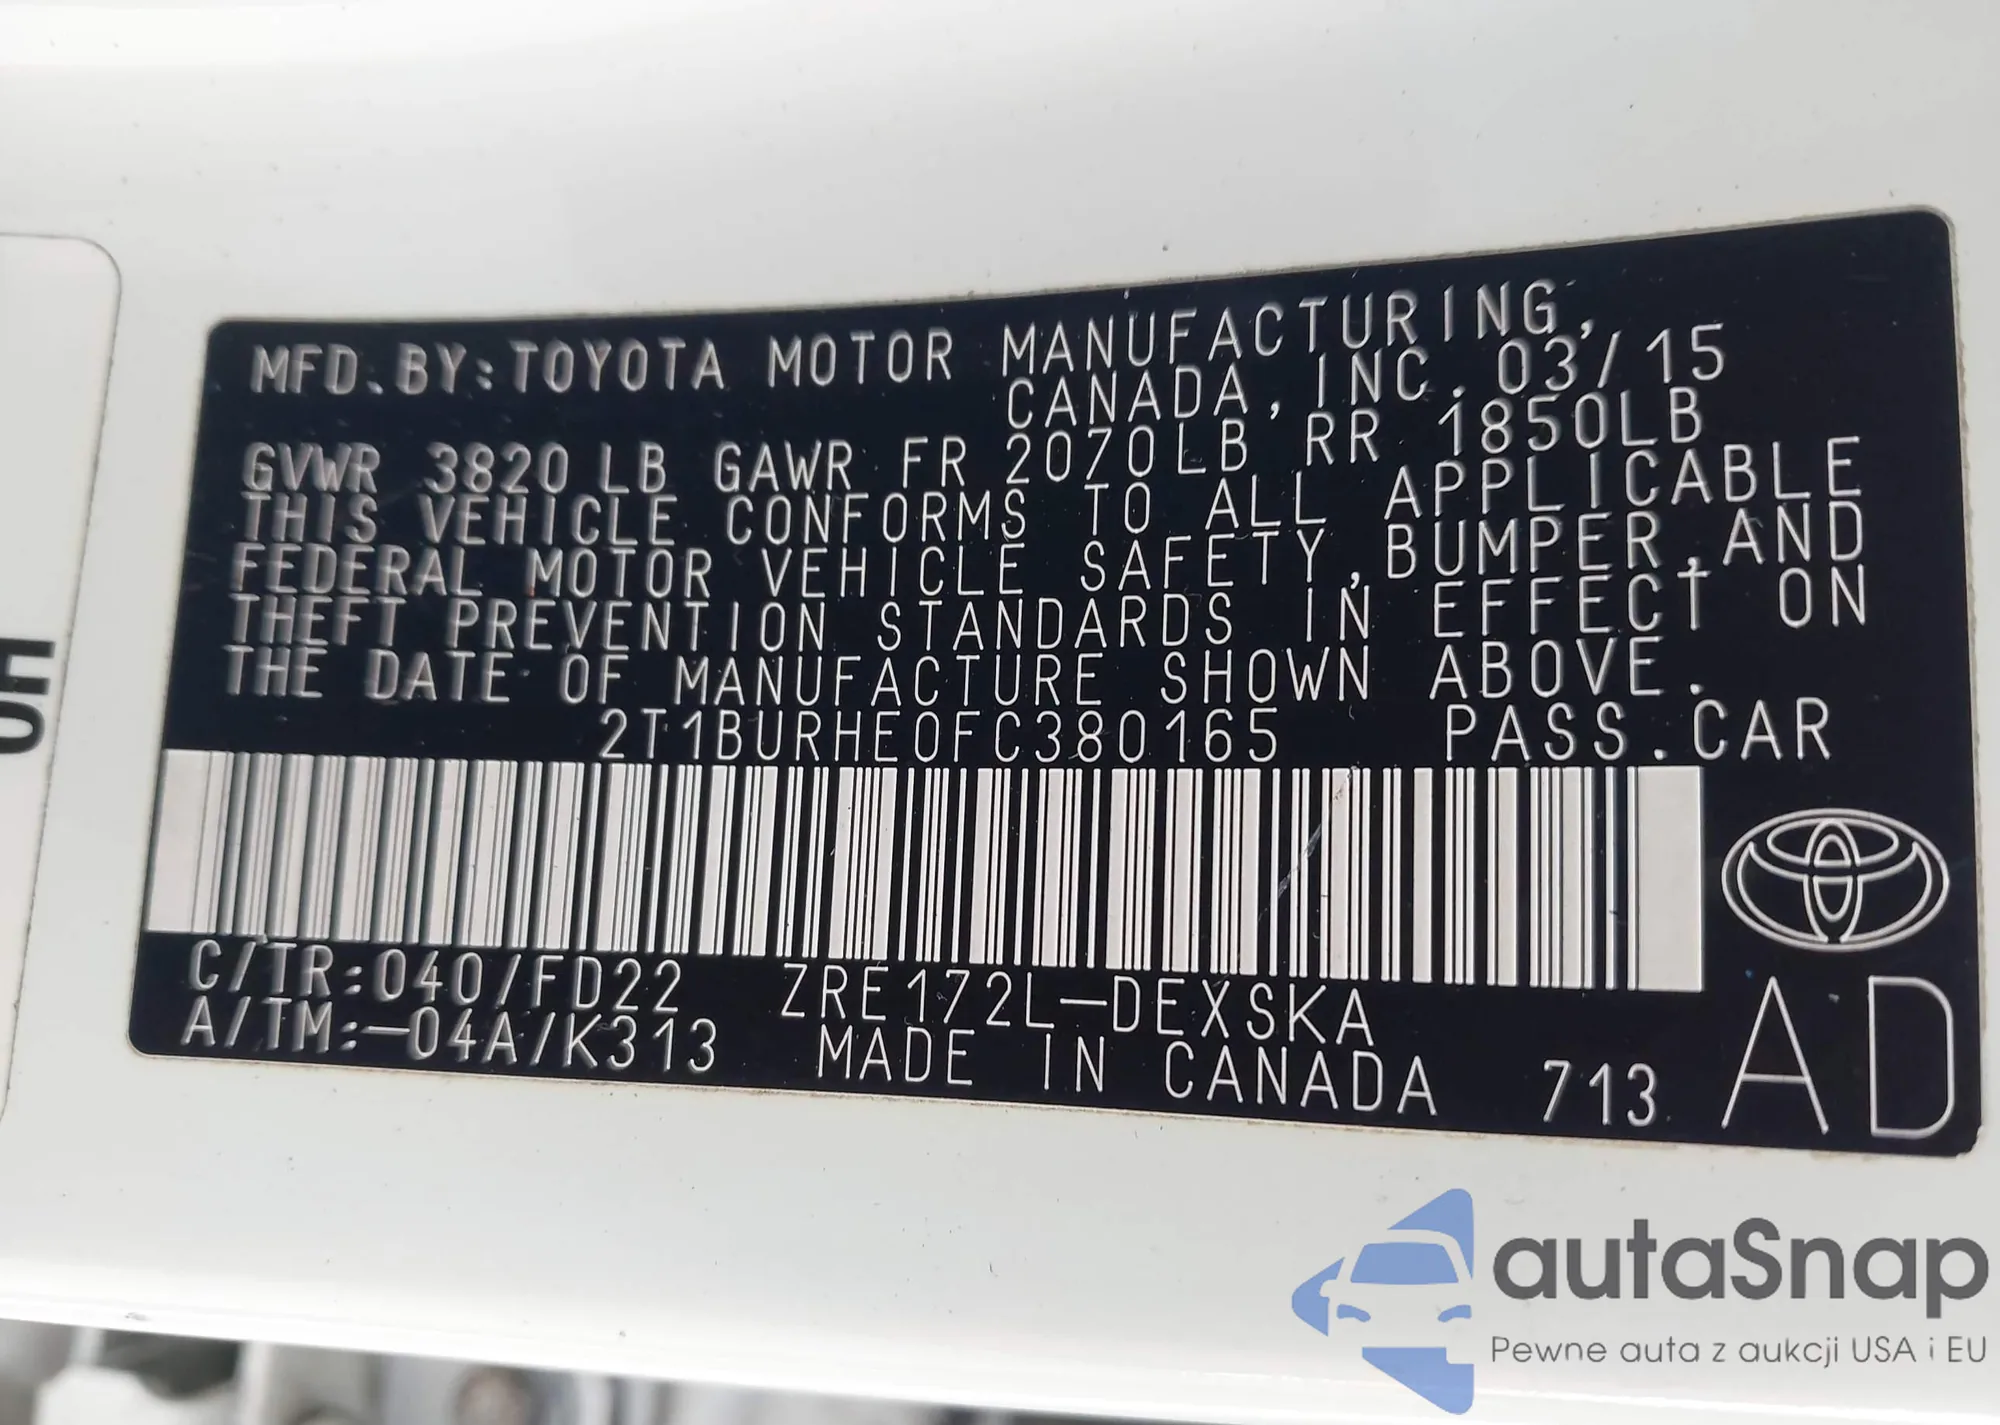 MFD.BY:TOYOTA MOTOR MANUFACTURING,
CANADA,INC.03/15
GVWR 3820 LB GAWR FR 2070LB RR 1850LB
THIS VEHICLE CONFORMS TO ALL APPLICABLE
FEDERAL MOTOR VEHICLE SAFETY,BUMPER,AND
THEFT PREVENTION STANDARDS IN EFFECT ON
THE DATE OF MANUFACTURE SHOWN ABOVE.
2T1BURHE0FC380165 PASS.CAR
C/TR:040/FD22 ZRE172L-DEXSKA
A/TM:-04A/K313 MADE IN CANADA 713 AD
autaSnap
Pewne auta z aukcji USA i EU